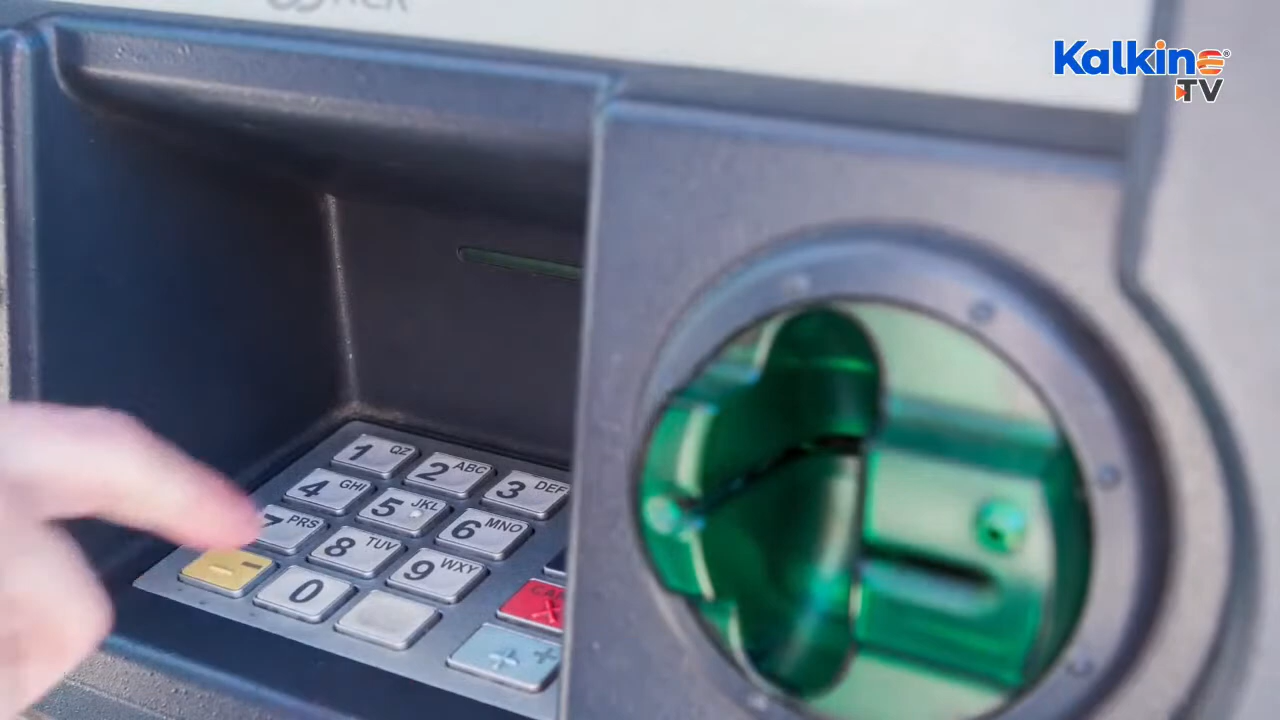 Kalkine
TV
1 QZ 2 ABC 3 DEF
4 GHI 5 JKL 6 MNO
7 PRS 8 TUV 9 WXY
0